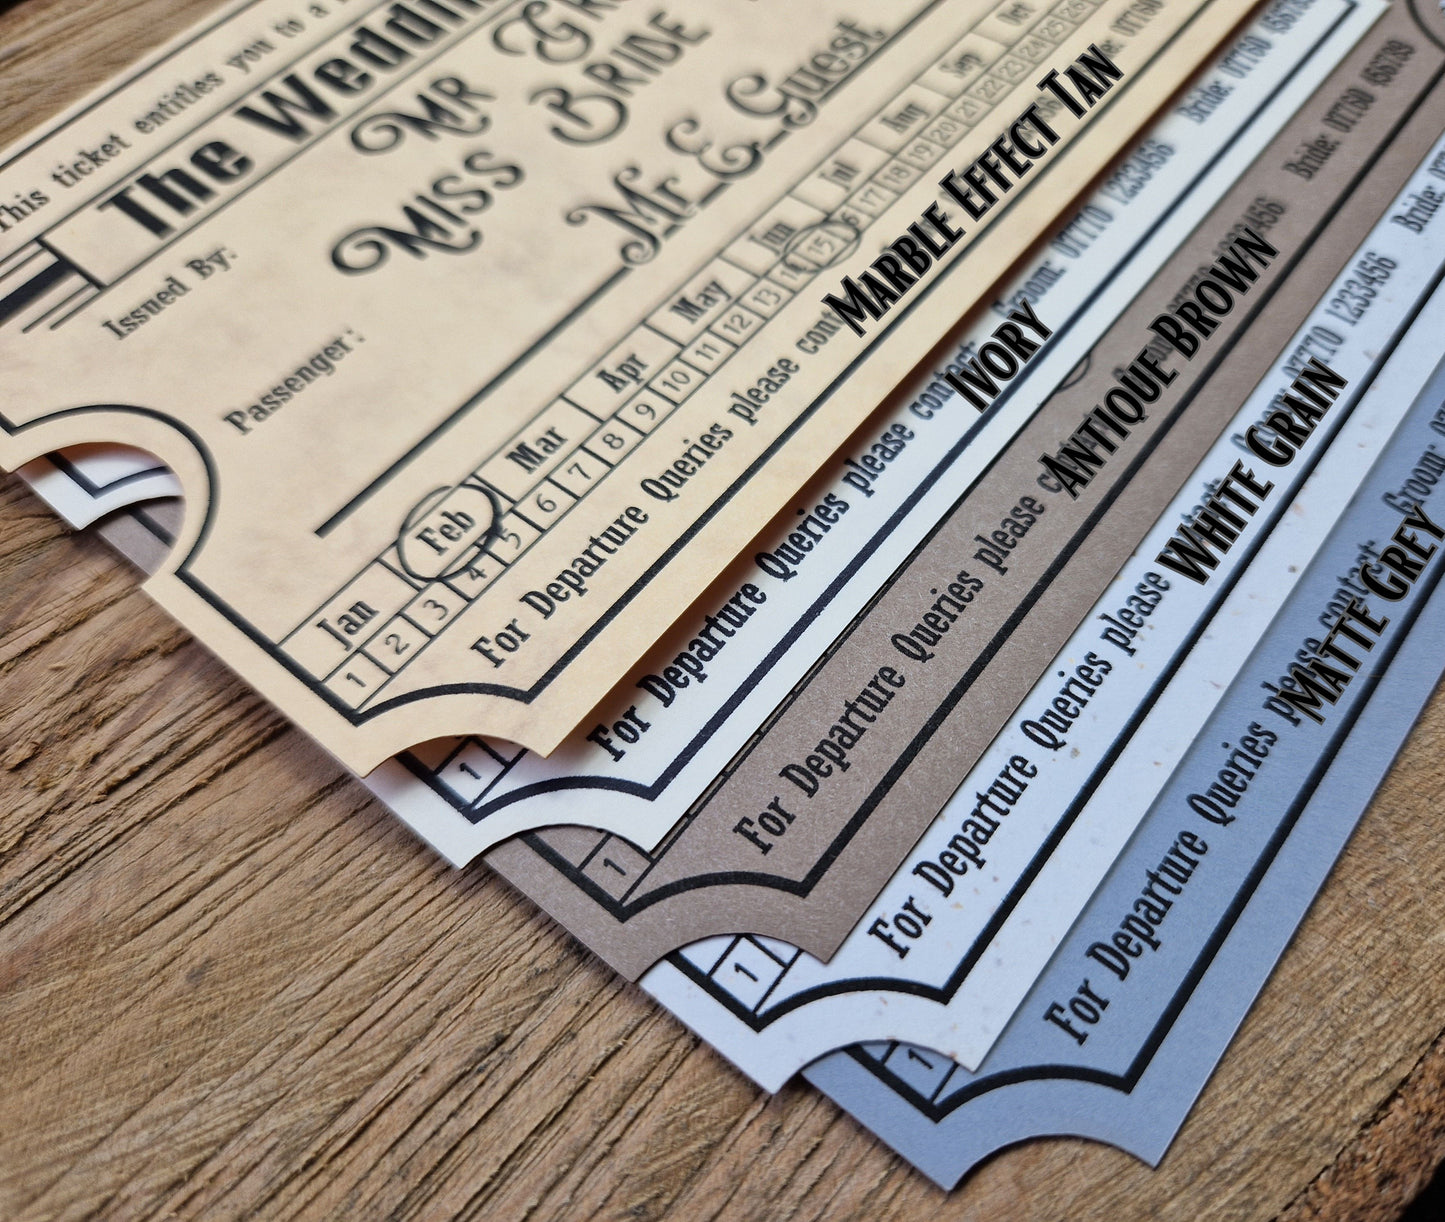 This ticket entitles you to a
The Wedding
Issued By:
MR
MISS BRIDE
Passenger:
Mr E Guest
Jan Feb Mar Apr May Jun Jul Aug Sep Oct
1 2 3 4 5 6 7 8 9 10 11 12 13 14 15 16 17 18 19 20 21 22 23 24 25 26
For Departure Queries please cont
MARBLE EFFECT TAN
07760
1
For Departure Queries please contact:
IVORY
Groom: 07770 1233456
Bride: 07760 456789
1
For Departure Queries please
ANTIQUE BROWN
Bride: 07760 456789
1
For Departure Queries please
WHITE GRAIN
07770 1233456
Bride:
1
For Departure Queries please contact:
MATTE GREY
Groom: